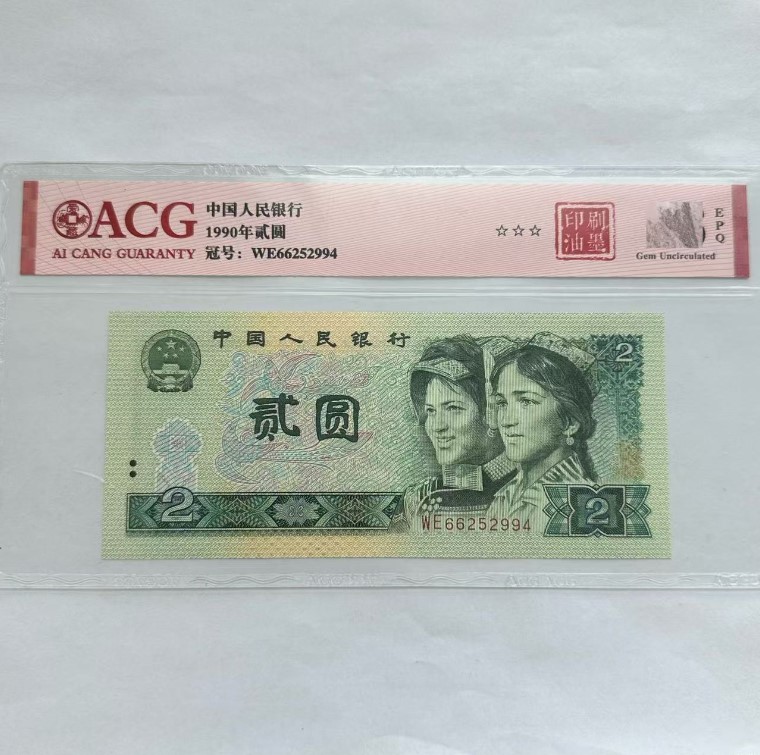 ACG
AI CANG GUARANTY
中国人民银行
1990年贰圆
冠号：WE66252994
☆☆☆
印刷
油墨
EPQ
Gem Uncirculated
中国人民银行
2
贰圆
2
2
WE66252994